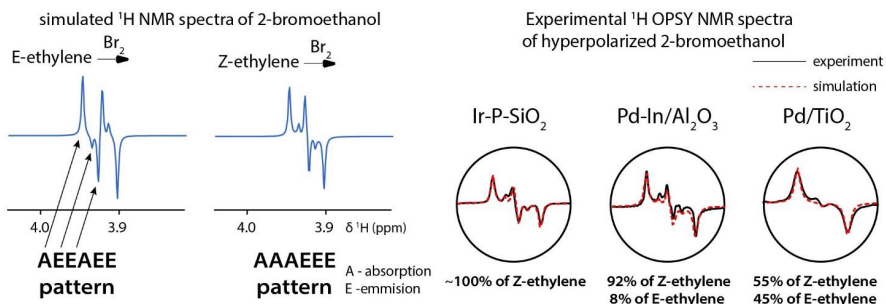 simulated ¹H NMR spectra of 2-bromoethanol
E-ethylene Br₂
Z-ethylene Br₂
4.0 3.9 4.0 3.9 δ ¹H (ppm)
AEEAEE
pattern
AAAEEE
pattern
A - absorption
E -emmision
Experimental ¹H OPSY NMR spectra
of hyperpolarized 2-bromoethanol
experiment
simulation
Ir-P-SiO₂ Pd-In/Al₂O₃ Pd/TiO₂
~100% of Z-ethylene
92% of Z-ethylene
8% of E-ethylene
55% of Z-ethylene
45% of E-ethylene